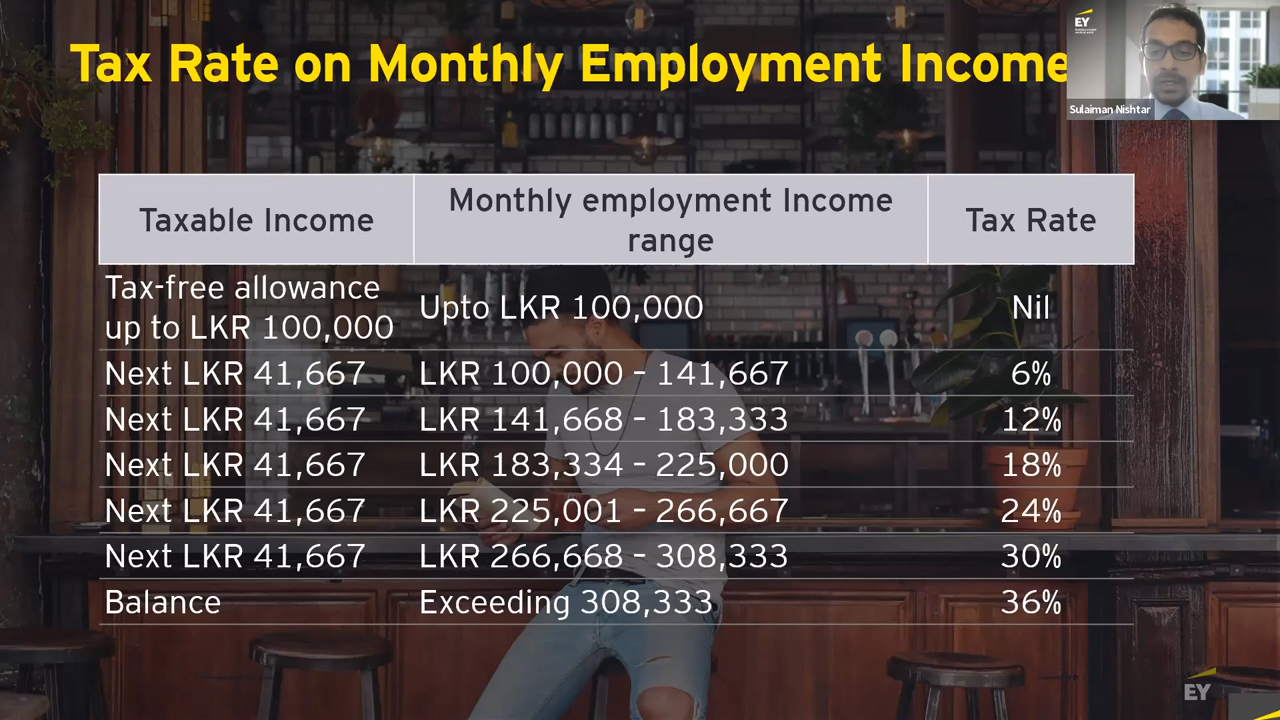 Tax Rate on Monthly Employment Income
EY
Sulaiman Nishtar
Taxable Income
Monthly employment Income
range
Tax Rate
Tax-free allowance
up to LKR 100,000
Upto LKR 100,000
Nil
Next LKR 41,667
LKR 100,000 – 141,667
6%
Next LKR 41,667
LKR 141,668 – 183,333
12%
Next LKR 41,667
LKR 183,334 – 225,000
18%
Next LKR 41,667
LKR 225,001 – 266,667
24%
Next LKR 41,667
LKR 266,668 – 308,333
30%
Balance
Exceeding 308,333
36%
EY